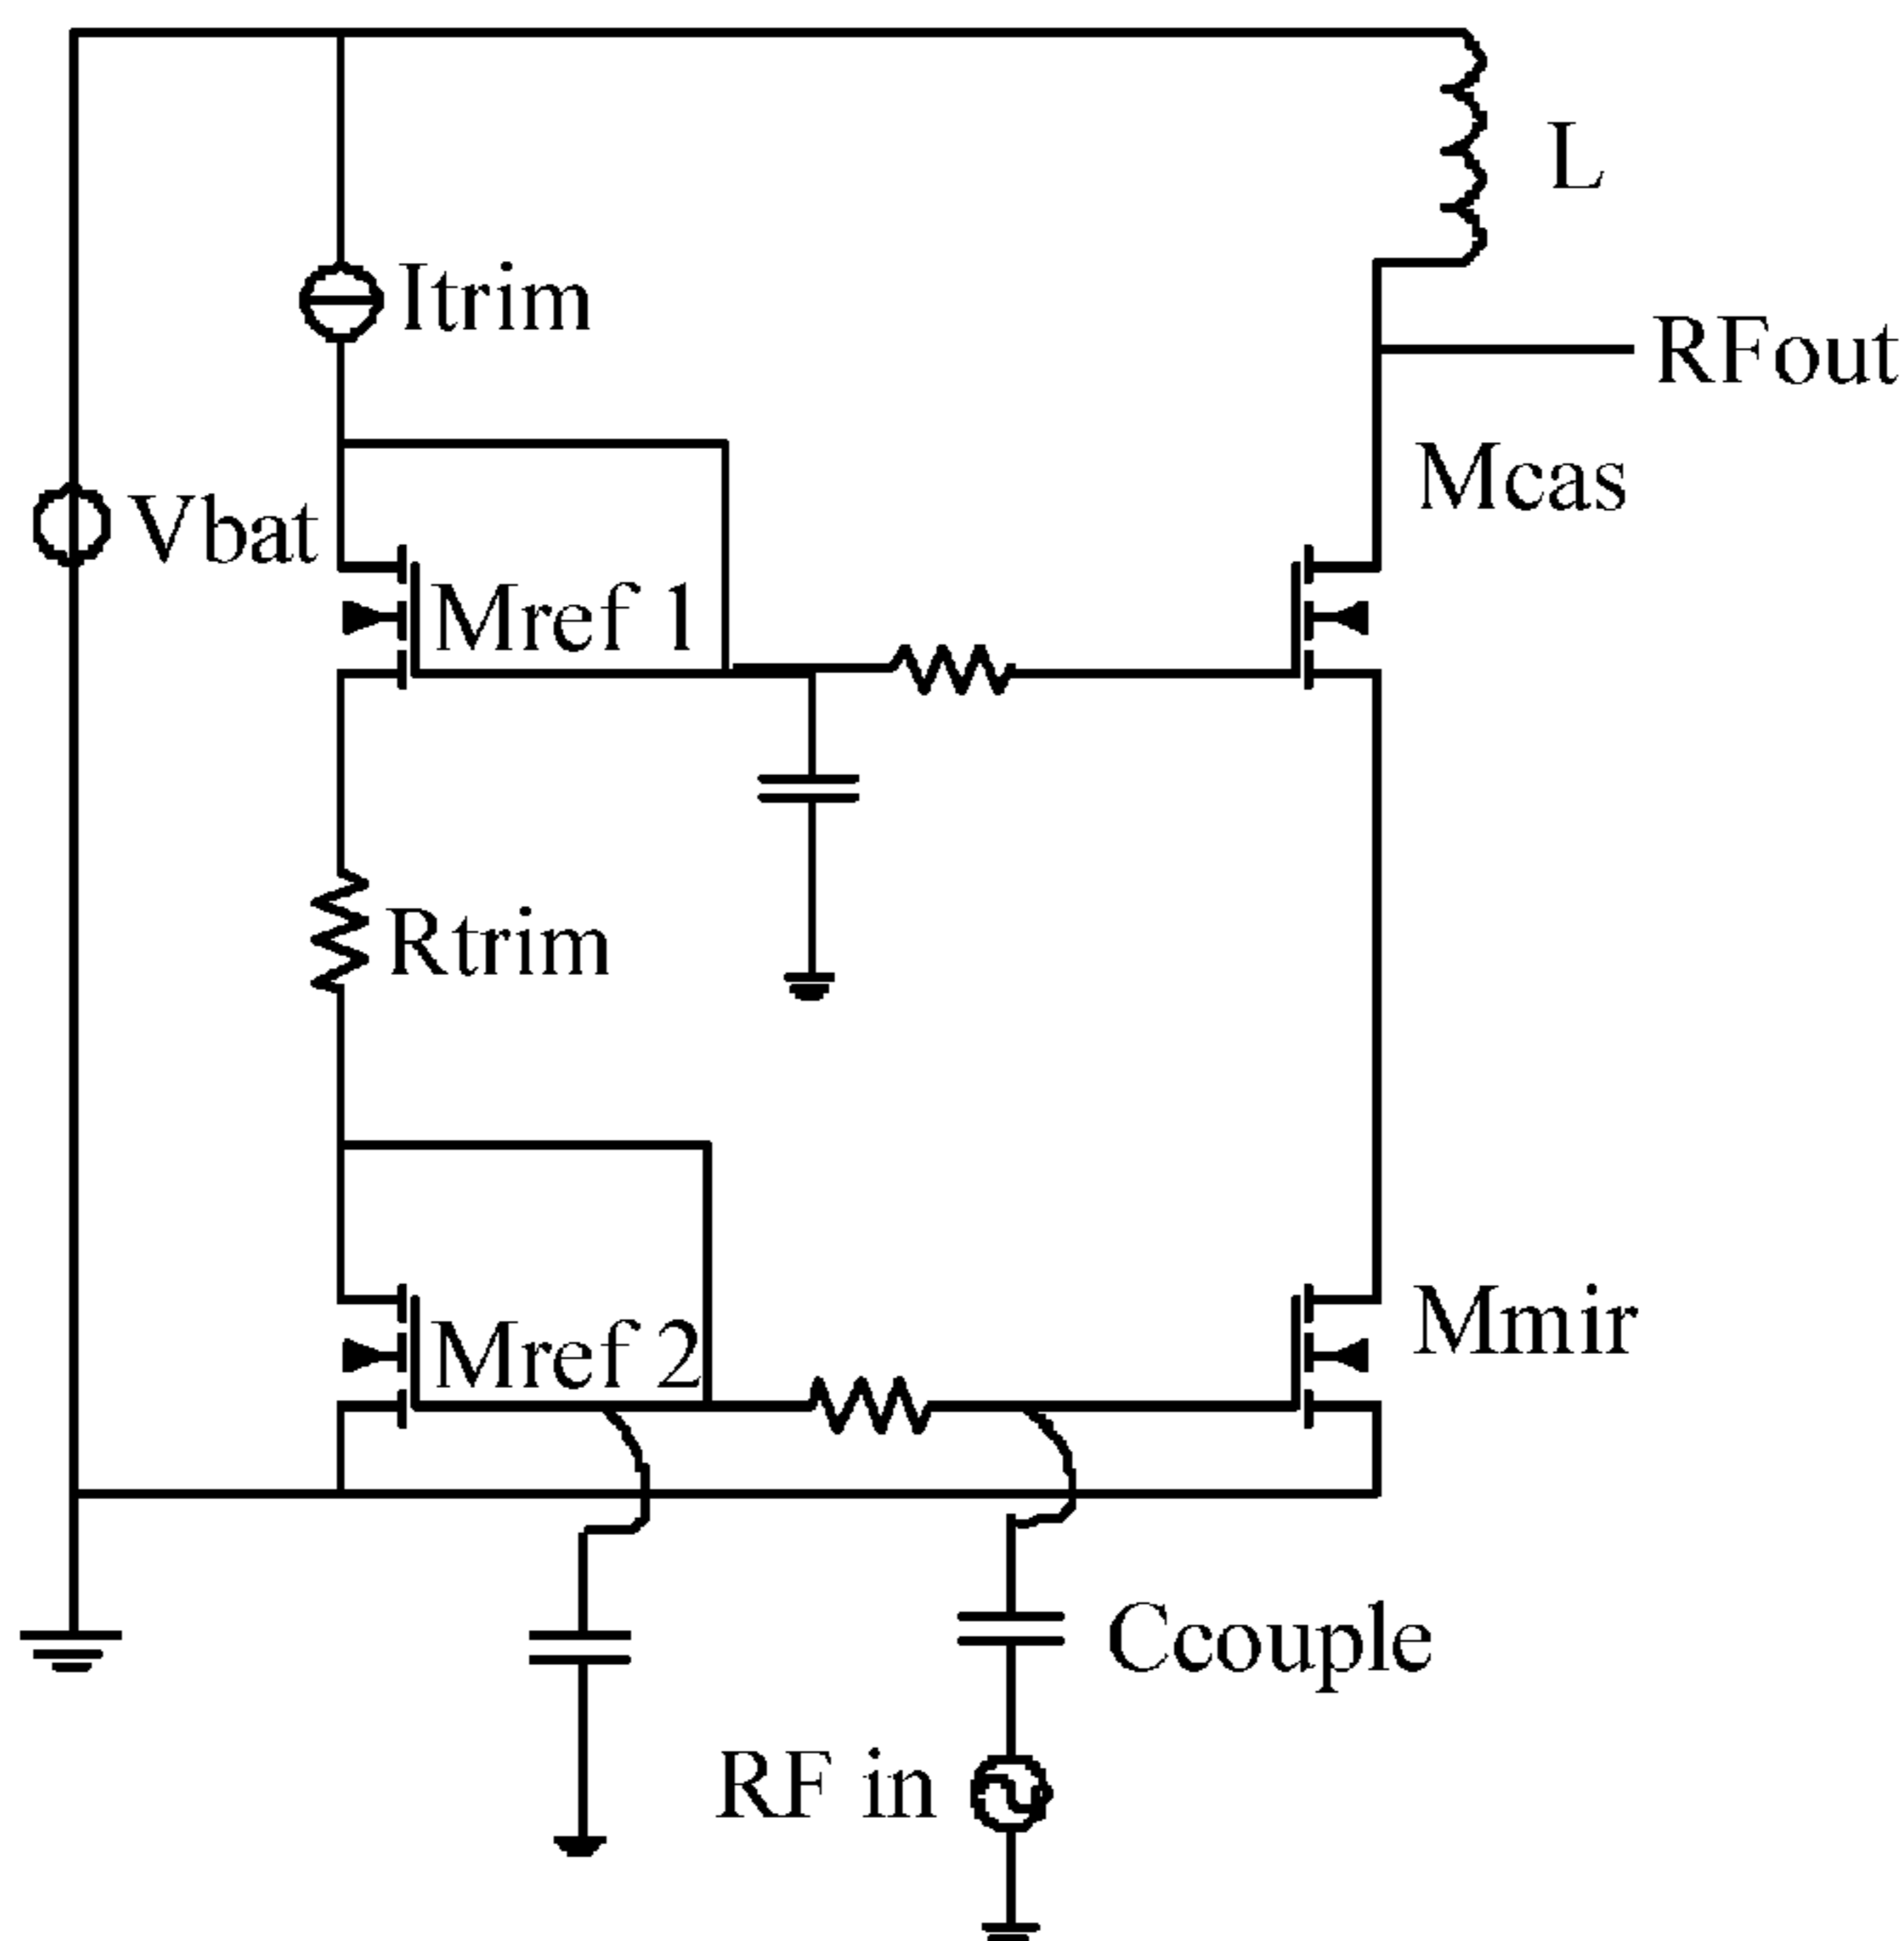 L
Itrim
RFout
Mcas
Vbat
Mref 1
Rtrim
Mmir
Mref 2
Ccouple
RF in